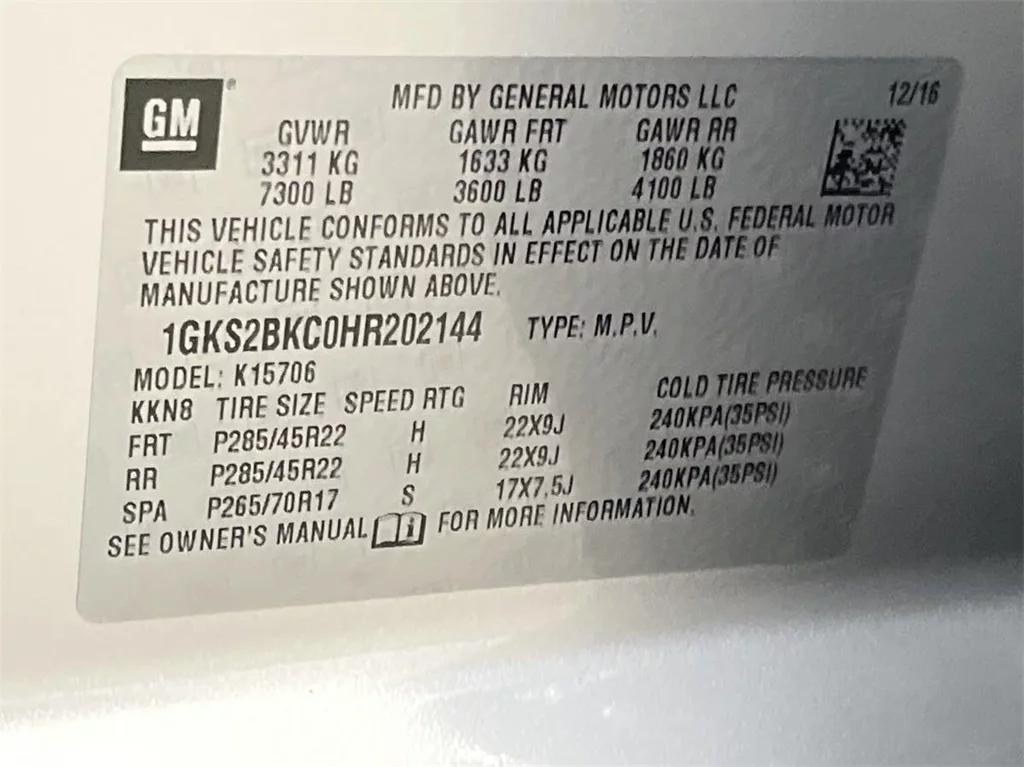 GM ®
MFD BY GENERAL MOTORS LLC 12/16
GVWR GAWR FRT GAWR RR
3311 KG 1633 KG 1860 KG
7300 LB 3600 LB 4100 LB
THIS VEHICLE CONFORMS TO ALL APPLICABLE U.S. FEDERAL MOTOR
VEHICLE SAFETY STANDARDS IN EFFECT ON THE DATE OF
MANUFACTURE SHOWN ABOVE.
1GKS2BKC0HR202144 TYPE: M.P.V.
MODEL: K15706
KKN8 TIRE SIZE SPEED RTG RIM COLD TIRE PRESSURE
FRT P285/45R22 H 22X9J 240KPA(35PSI)
RR P285/45R22 H 22X9J 240KPA(35PSI)
SPA P265/70R17 S 17X7.5J 240KPA(35PSI)
SEE OWNER'S MANUAL i FOR MORE INFORMATION.